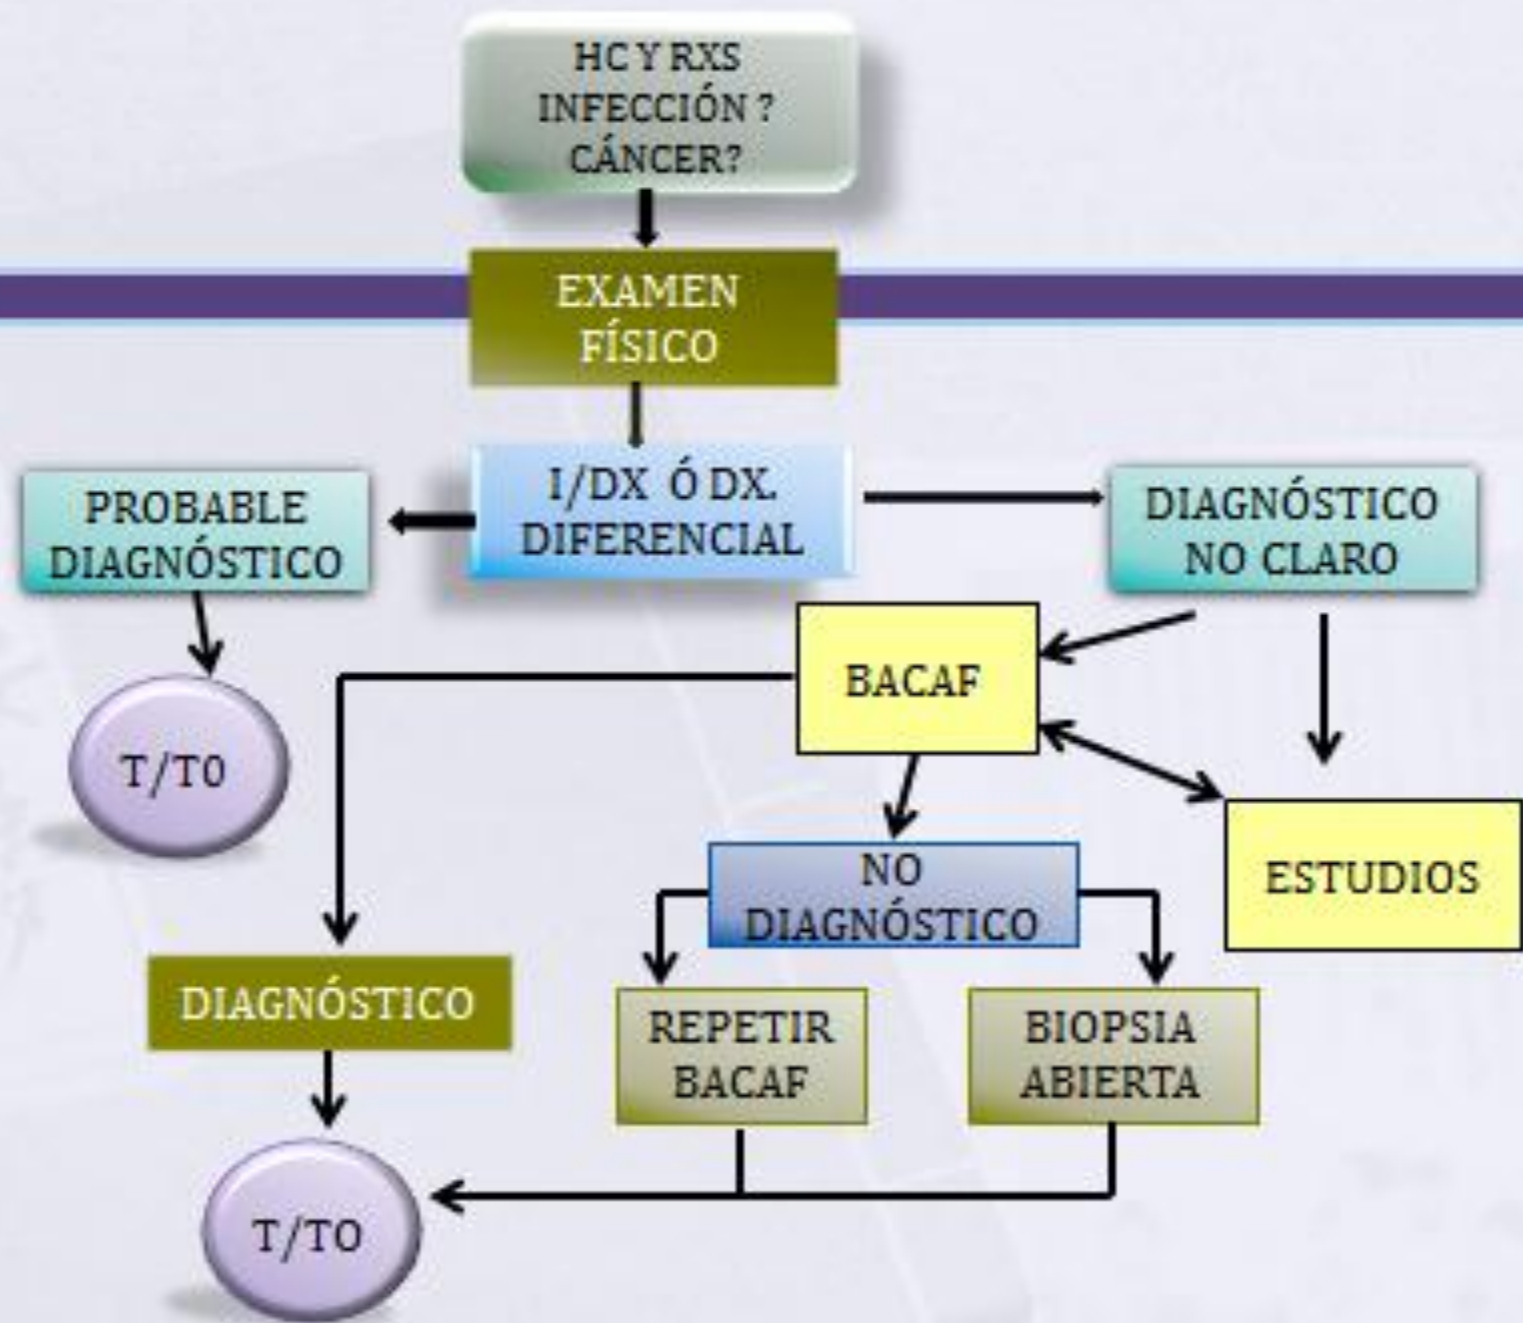 HC Y RXS
INFECCIÓN ?
CÁNCER?
EXAMEN
FÍSICO
I/DX Ó DX.
DIFERENCIAL
PROBABLE
DIAGNÓSTICO
DIAGNÓSTICO
NO CLARO
BACAF
T/T0
NO
DIAGNÓSTICO
ESTUDIOS
DIAGNÓSTICO
REPETIR
BACAF
BIOPSIA
ABIERTA
T/TO